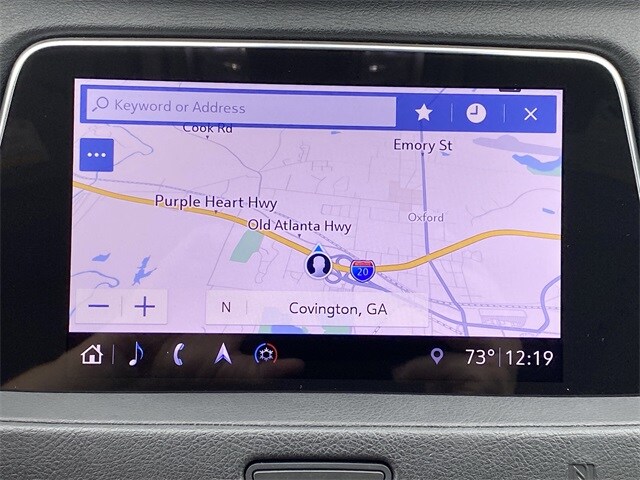 Keyword or Address
Cook Rd
Emory St
Purple Heart Hwy
Oxford
Old Atlanta Hwy
20
N
Covington, GA
73° 12:19